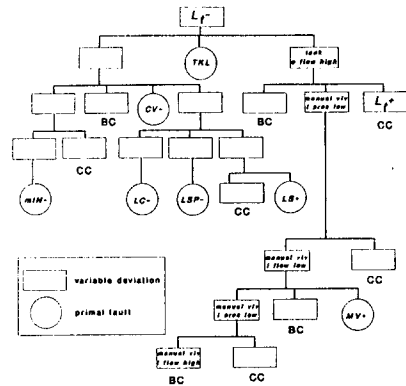 Lf-
TKL
tank
o flow high
BC
CV-
BC
manual vlv
i pres low
Lf+
CC
CC
mIH-
LC-
LSP-
CC
LS+
manual vlv
i flow low
CC
variable deviation
primal fault
manual vlv
i pres low
BC
MV+
manual vlv
i flow high
BC
CC